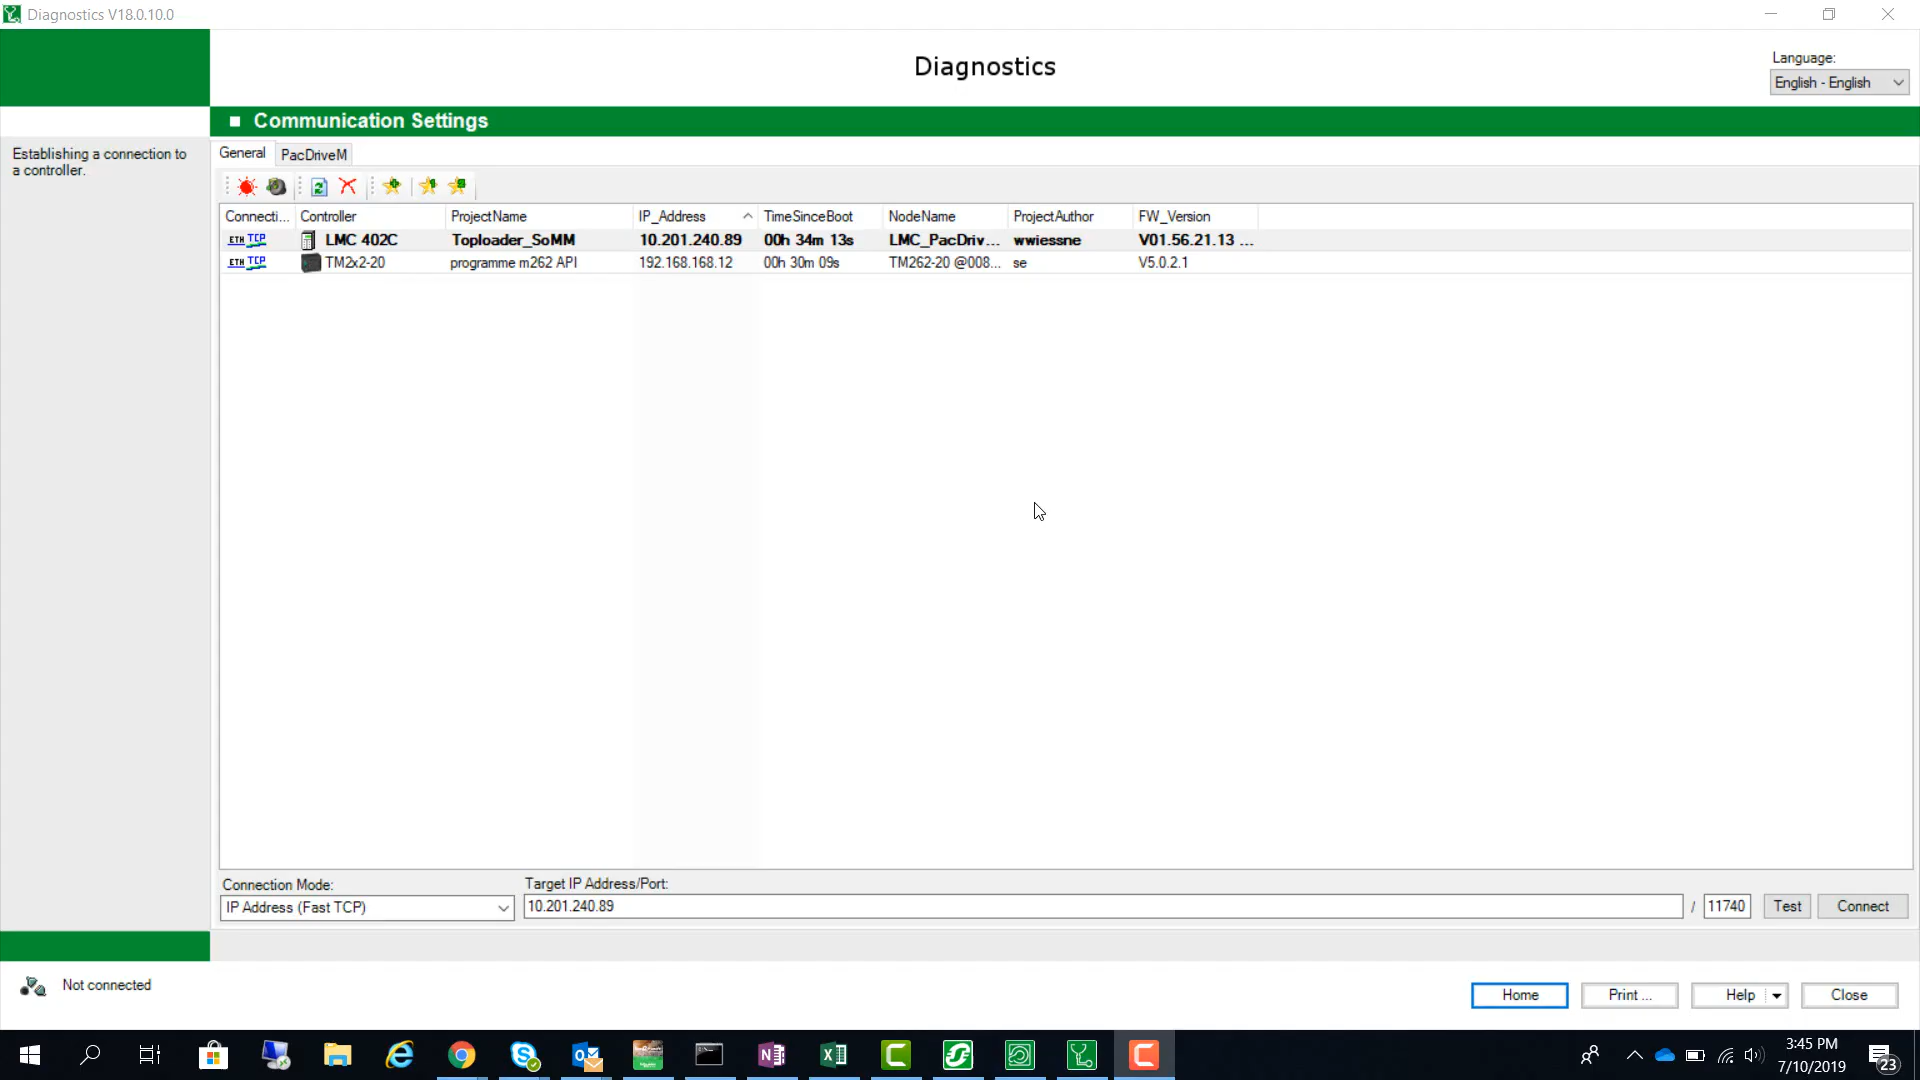 Diagnostics V18.0.10.0
Diagnostics
Language:
English - English
Communication Settings
Establishing a connection to
a controller.
General PacDriveM
Connecti... Controller ProjectName IP_Address TimeSinceBoot NodeName ProjectAuthor FW_Version
ETH TCP LMC 402C Toploader_SoMM 10.201.240.89 00h 34m 13s LMC_PacDriv... wwiessne V01.56.21.13 ...
ETH TCP TM2x2-20 programme m262 API 192.168.168.12 00h 30m 09s TM262-20 @008... se V5.0.2.1
Connection Mode: Target IP Address/Port:
IP Address (Fast TCP) 10.201.240.89 / 11740 Test Connect
Not connected
Home Print ... Help Close
3:45 PM
7/10/2019
23